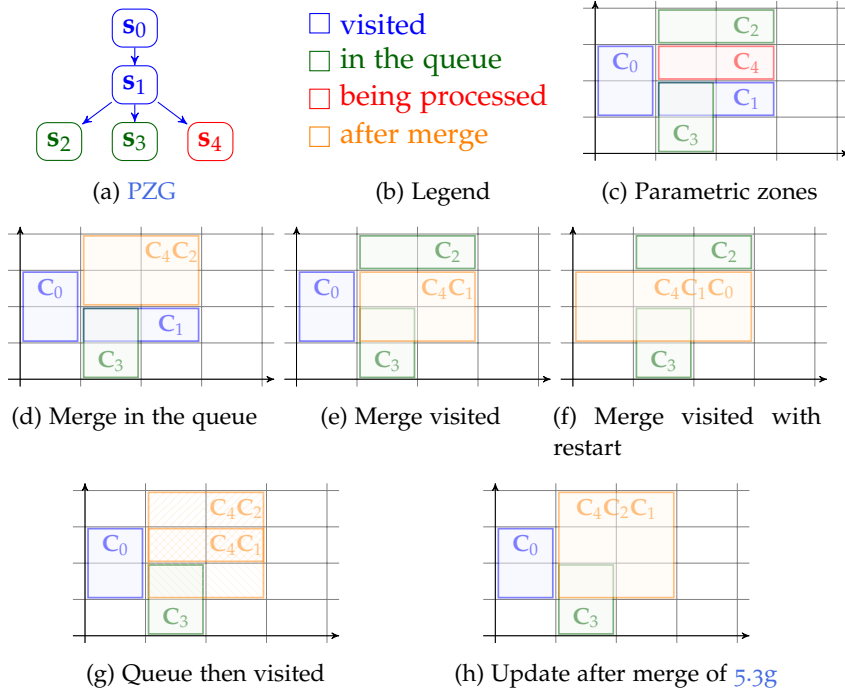 s0
s1
s2 s3 s4
(a) PZG
visited
in the queue
being processed
after merge
(b) Legend
C2
C0 C4
C1
C3
(c) Parametric zones
C4C2
C0
C1
C3
(d) Merge in the queue
C2
C0 C4C1
C3
(e) Merge visited
C2
C4C1C0
C3
(f) Merge visited with
restart
C4C2
C0 C4C1
C3
(g) Queue then visited
C4C2C1
C0
C3
(h) Update after merge of 5.3g